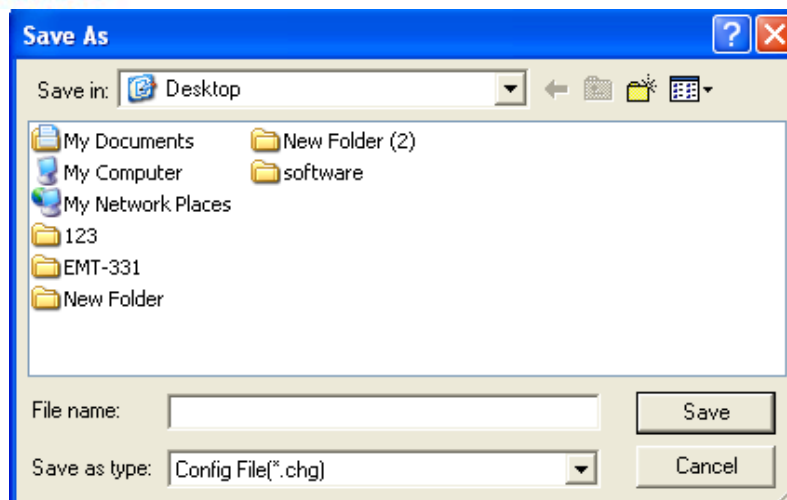 Save As
Save in: Desktop
My Documents
My Computer
My Network Places
123
EMT-331
New Folder
New Folder (2)
software
File name:
Save
Save as type: Config File(*.chg)
Cancel